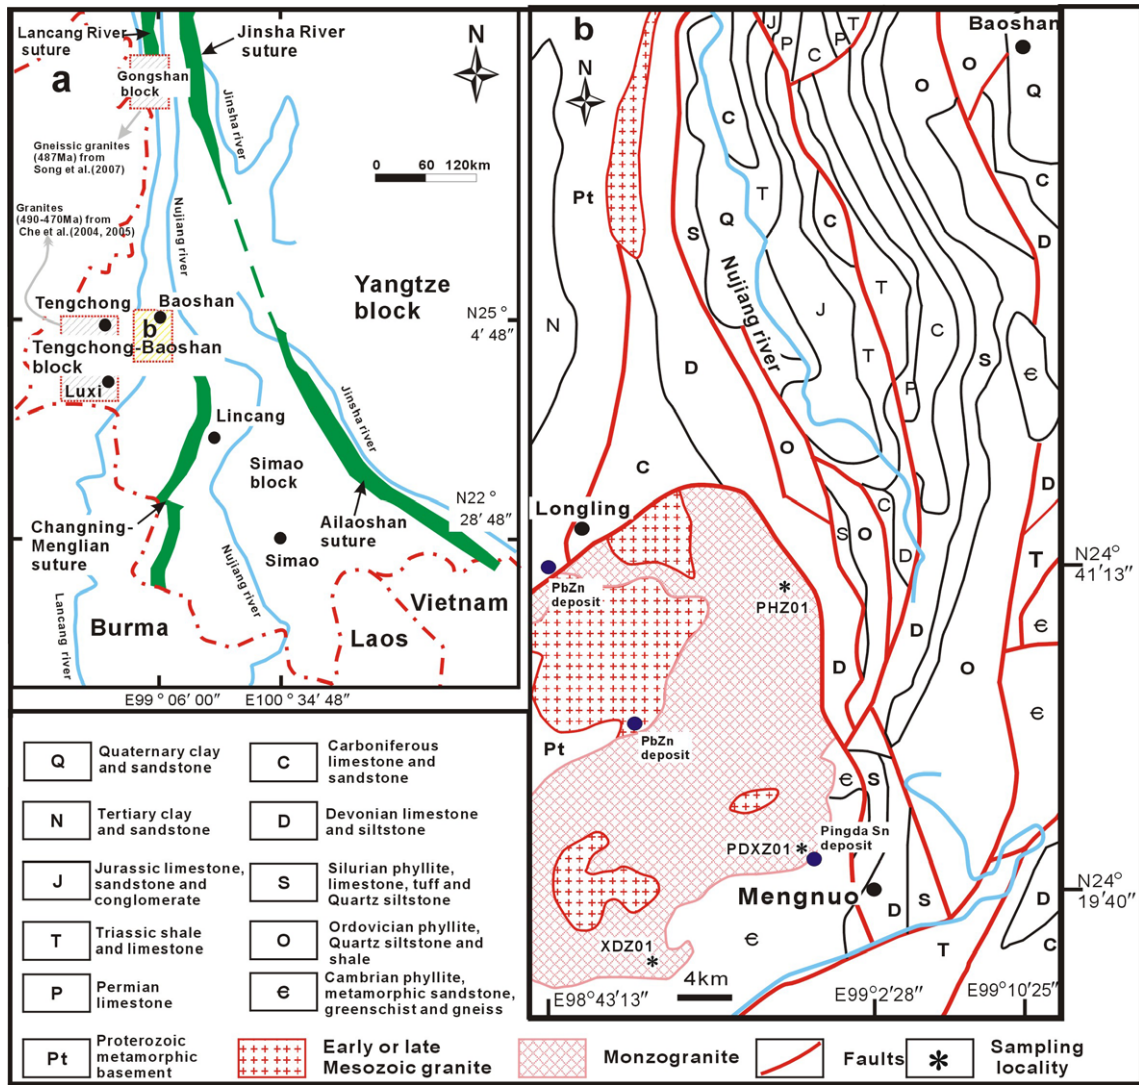 Lancang River
suture
Jinsha River
suture
N
a
Gongshan
block
Jinsha river
0 60 120km
Gneissic granites
(487Ma) from
Song et al.(2007)
Nujiang river
Granites
(490-470Ma) from
Che et al.(2004, 2005)
Yangtze
block
Tengchong
Baoshan
b
N25°
4′ 48″
Tengchong-Baoshan
block
Luxi
Lincang
Jinsha river
Simao
block
N22°
28′ 48″
Changning-
Menglian
suture
Ailaoshan
suture
Simao
Nujiang river
Lancang river
Burma
Vietnam
Laos
E99° 06′ 00″
E100° 34′ 48″
b
N
J
P
C
P
T
T
Baoshan
O
O
Q
C
Pt
T
C
C
D
S
Q
Nujiang river
J
T
N
C
D
T
S
Є
P
C
O
D
Longling
S
O
C
D
T
N24°
41′13″
PbZn
deposit
PHZ01
Є
D
D
O
Pt
PbZn
deposit
Є
S
Є
PDXZ01
Pingda Sn
deposit
Mengnuo
N24°
19′40″
D
S
D
XDZ01
Є
T
C
4km
E98°43′13″
E99°2′28″
E99°10′25″
Q
Quaternary clay
and sandstone
C
Carboniferous
limestone and
sandstone
N
Tertiary clay
and sandstone
D
Devonian limestone
and siltstone
J
Jurassic limestone,
sandstone and
conglomerate
S
Silurian phyllite,
limestone, tuff and
Quartz siltstone
T
Triassic shale
and limestone
O
Ordovician phyllite,
Quartz siltstone and
shale
P
Permian
limestone
Є
Cambrian phyllite,
metamorphic sandstone,
greenschist and gneiss
Pt
Proterozoic
metamorphic
basement
Early or late
Mesozoic granite
Monzogranite
Faults
Sampling
locality